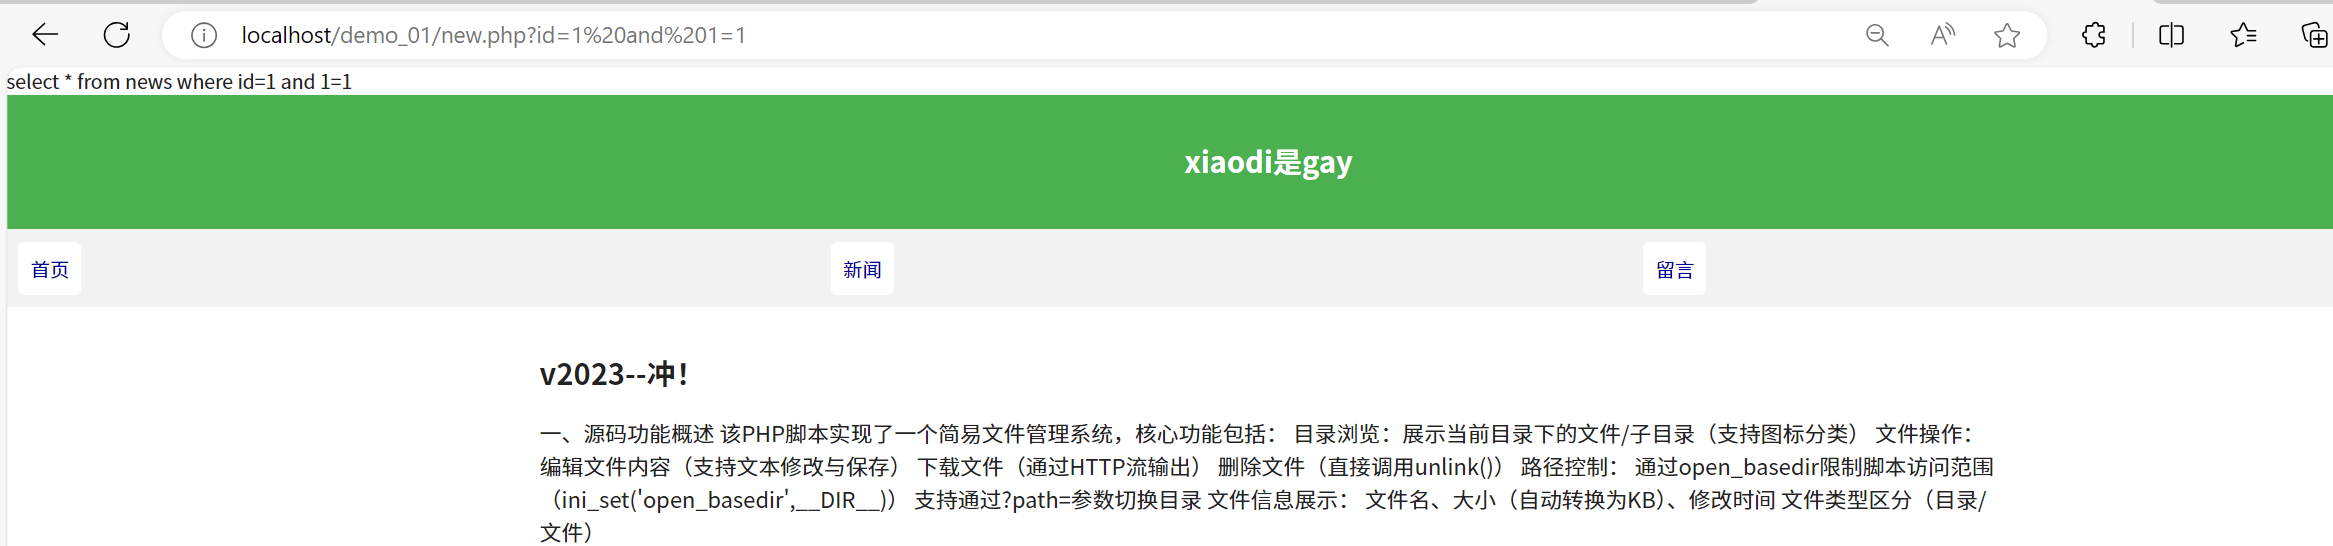 localhost/demo_01/new.php?id=1%20and%201=1
select * from news where id=1 and 1=1
xiaodi是gay
首页 新闻 留言
v2023--冲！
一、源码功能概述 该PHP脚本实现了一个简易文件管理系统，核心功能包括： 目录浏览：展示当前目录下的文件/子目录（支持图标分类） 文件操作：
编辑文件内容（支持文本修改与保存） 下载文件（通过HTTP流输出） 删除文件（直接调用unlink()） 路径控制： 通过open_basedir限制脚本访问范围
（ini_set('open_basedir',__DIR__)） 支持通过?path=参数切换目录 文件信息展示： 文件名、大小（自动转换为KB）、修改时间 文件类型区分（目录/
文件）